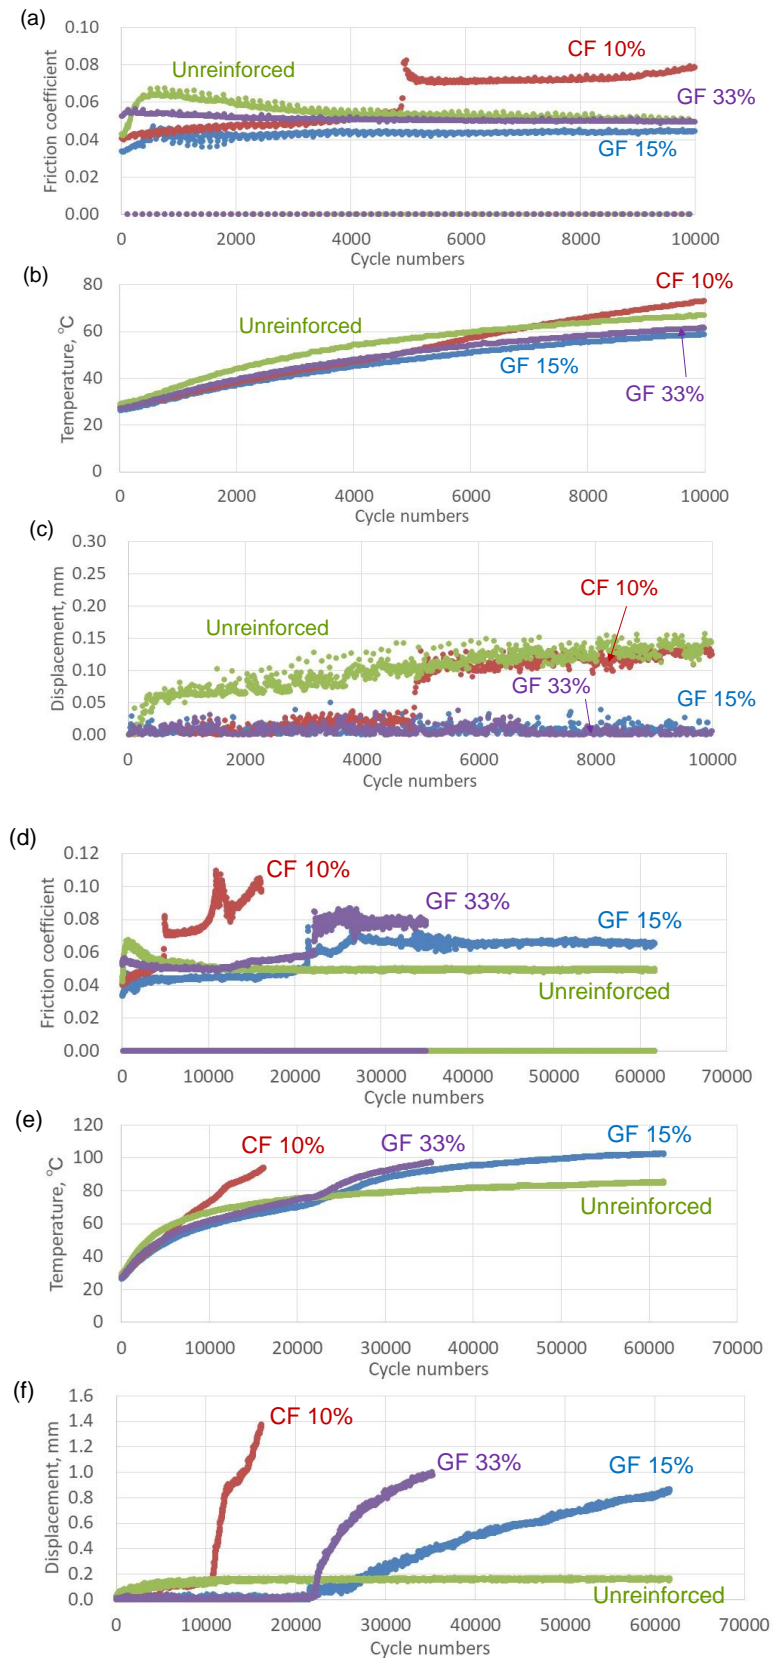 (a)
0.10
0.08
0.06
0.04
0.02
0.00
Friction coefficient
CF 10%
Unreinforced
GF 33%
GF 15%
0 2000 4000 6000 8000 10000
Cycle numbers
(b)
80
60
40
20
0
Temperature, °C
CF 10%
Unreinforced
GF 15%
GF 33%
0 2000 4000 6000 8000 10000
Cycle numbers
(c)
0.30
0.25
0.20
0.15
0.10
0.05
0.00
Displacement, mm
CF 10%
Unreinforced
GF 33%
GF 15%
0 2000 4000 6000 8000 10000
Cycle numbers
(d)
0.12
0.10
0.08
0.06
0.04
0.02
0.00
Friction coefficient
CF 10%
GF 33%
GF 15%
Unreinforced
0 10000 20000 30000 40000 50000 60000 70000
Cycle numbers
(e)
120
100
80
60
40
20
0
Temperature, °C
CF 10%
GF 33%
GF 15%
Unreinforced
0 10000 20000 30000 40000 50000 60000 70000
Cycle numbers
(f)
1.6
1.4
1.2
1.0
0.8
0.6
0.4
0.2
0.0
Displacement, mm
CF 10%
GF 33%
GF 15%
Unreinforced
0 10000 20000 30000 40000 50000 60000 70000
Cycle numbers